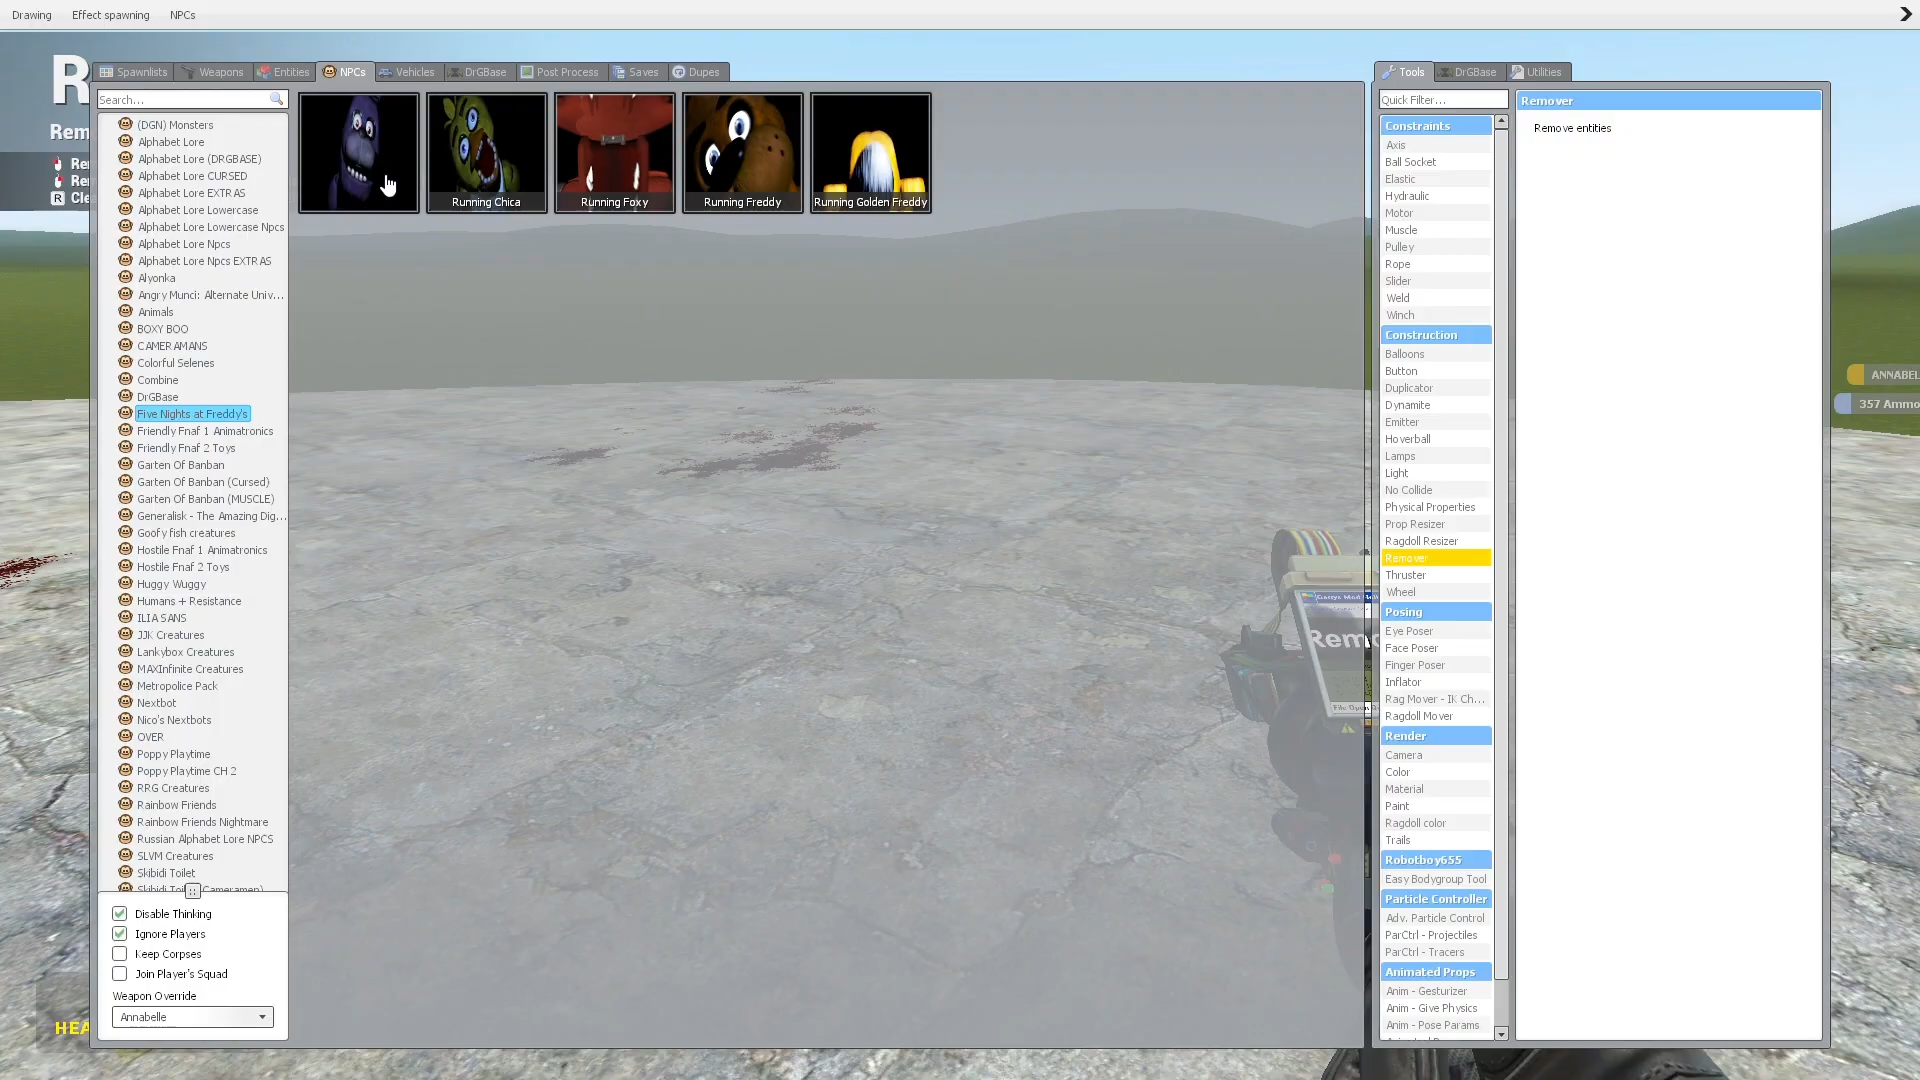 Drawing
Effect spawning
NPCs
R
Rem
Re
Re
R Cle
Spawnlists
Weapons
Entities
NPCs
Vehicles
DrGBase
Post Process
Saves
Dupes
Search...
(DGN) Monsters
Alphabet Lore
Alphabet Lore (DRGBASE)
Alphabet Lore CURSED
Alphabet Lore EXTRAS
Alphabet Lore Lowercase
Alphabet Lore Lowercase Npcs
Alphabet Lore Npcs
Alphabet Lore Npcs EXTRAS
Alyonka
Angry Munci: Alternate Univ...
Animals
BOXY BOO
CAMERAMANS
Colorful Selenes
Combine
DrGBase
Five Nights at Freddy's
Friendly Fnaf 1 Animatronics
Friendly Fnaf 2 Toys
Garten Of Banban
Garten Of Banban (Cursed)
Garten Of Banban (MUSCLE)
Generalisk - The Amazing Dig...
Goofy fish creatures
Hostile Fnaf 1 Animatronics
Hostile Fnaf 2 Toys
Huggy Wuggy
Humans + Resistance
ILIA SANS
JJK Creatures
Lankybox Creatures
MAXInfinite Creatures
Metropolice Pack
Nextbot
Nico's Nextbots
OVER
Poppy Playtime
Poppy Playtime CH 2
RRG Creatures
Rainbow Friends
Rainbow Friends Nightmare
Russian Alphabet Lore NPCS
SLVM Creatures
Skibidi Toilet
Disable Thinking
Ignore Players
Keep Corpses
Join Player's Squad
Weapon Override
Annabelle
HEA
Running Chica
Running Foxy
Running Freddy
Running Golden Freddy
Remo
Tools
DrGBase
Utilities
Quick Filter...
Constraints
Axis
Ball Socket
Elastic
Hydraulic
Motor
Muscle
Pulley
Rope
Slider
Weld
Winch
Construction
Balloons
Button
Duplicator
Dynamite
Emitter
Hoverball
Lamps
Light
No Collide
Physical Properties
Prop Resizer
Ragdoll Resizer
Remover
Thruster
Wheel
Posing
Eye Poser
Face Poser
Finger Poser
Inflator
Rag Mover - IK Ch...
Ragdoll Mover
Render
Camera
Color
Material
Paint
Ragdoll color
Trails
Robotboy655
Easy Bodygroup Tool
Particle Controller
Adv. Particle Control
ParCtrl - Projectiles
ParCtrl - Tracers
Animated Props
Anim - Gesturizer
Anim - Give Physics
Anim - Pose Params
Remover
Remove entities
ANNABEL
357 Ammo